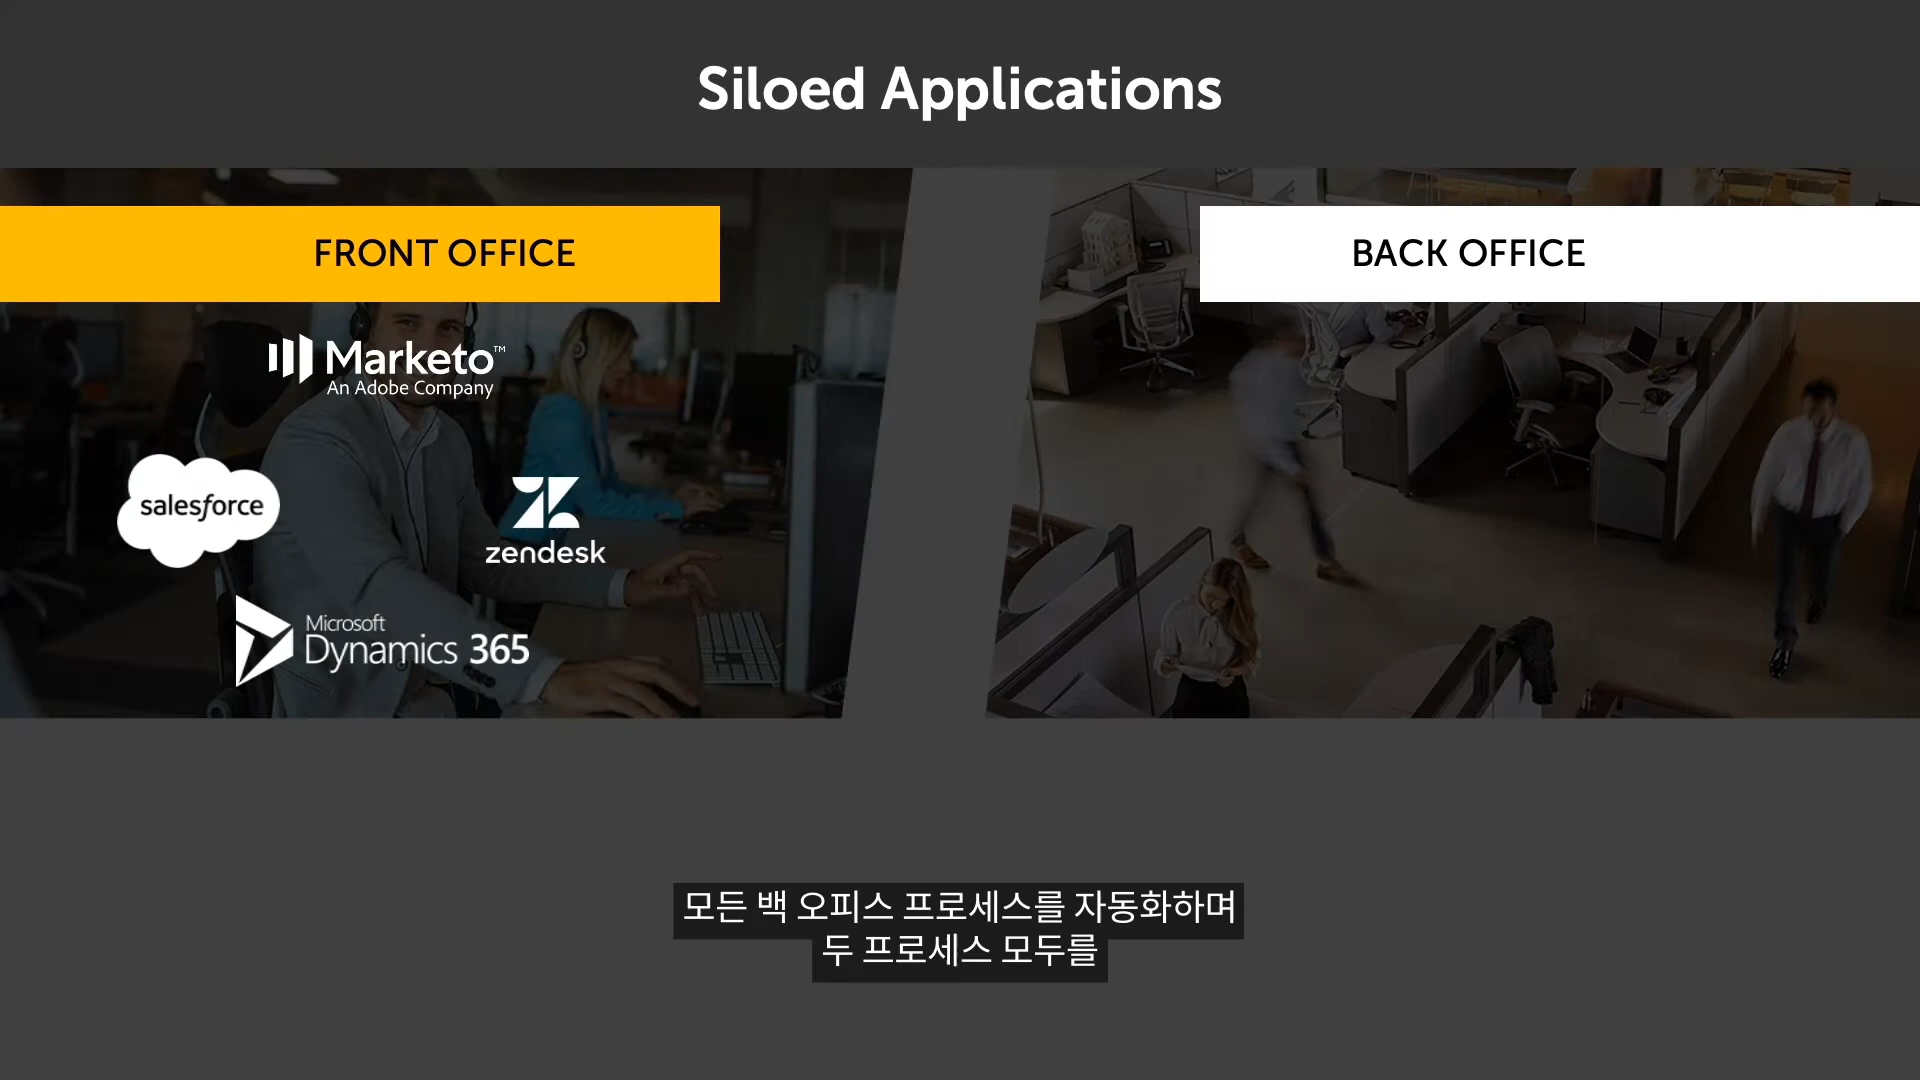 Siloed Applications
FRONT OFFICE
BACK OFFICE
Marketo™
An Adobe Company
salesforce
zendesk
Microsoft
Dynamics 365
모든 백 오피스 프로세스를 자동화하며
두 프로세스 모두를